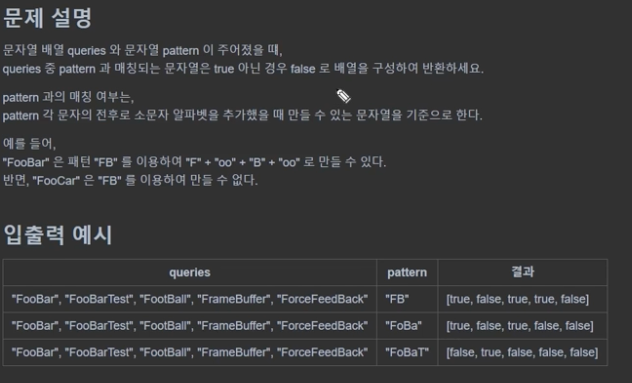 문제 설명
문자열 배열 queries 와 문자열 pattern 이 주어졌을 때,
queries 중 pattern 과 매칭되는 문자열은 true 아닌 경우 false 로 배열을 구성하여 반환하세요.
pattern 과의 매칭 여부는,
pattern 각 문자의 전후로 소문자 알파벳을 추가했을 때 만들 수 있는 문자열을 기준으로 한다.
예를 들어,
"FooBar" 은 패턴 "FB" 를 이용하여 "F" + "oo" + "B" + "oo" 로 만들 수 있다.
반면, "FooCar" 은 "FB" 를 이용하여 만들 수 없다.
입출력 예시
queries pattern 결과
"FooBar", "FooBarTest", "FootBall", "FrameBuffer", "ForceFeedBack" "FB" [true, false, true, true, false]
"FooBar", "FooBarTest", "FootBall", "FrameBuffer", "ForceFeedBack" "FoBa" [true, false, true, false, false]
"FooBar", "FooBarTest", "FootBall", "FrameBuffer", "ForceFeedBack" "FoBaT" [false, true, false, false, false]